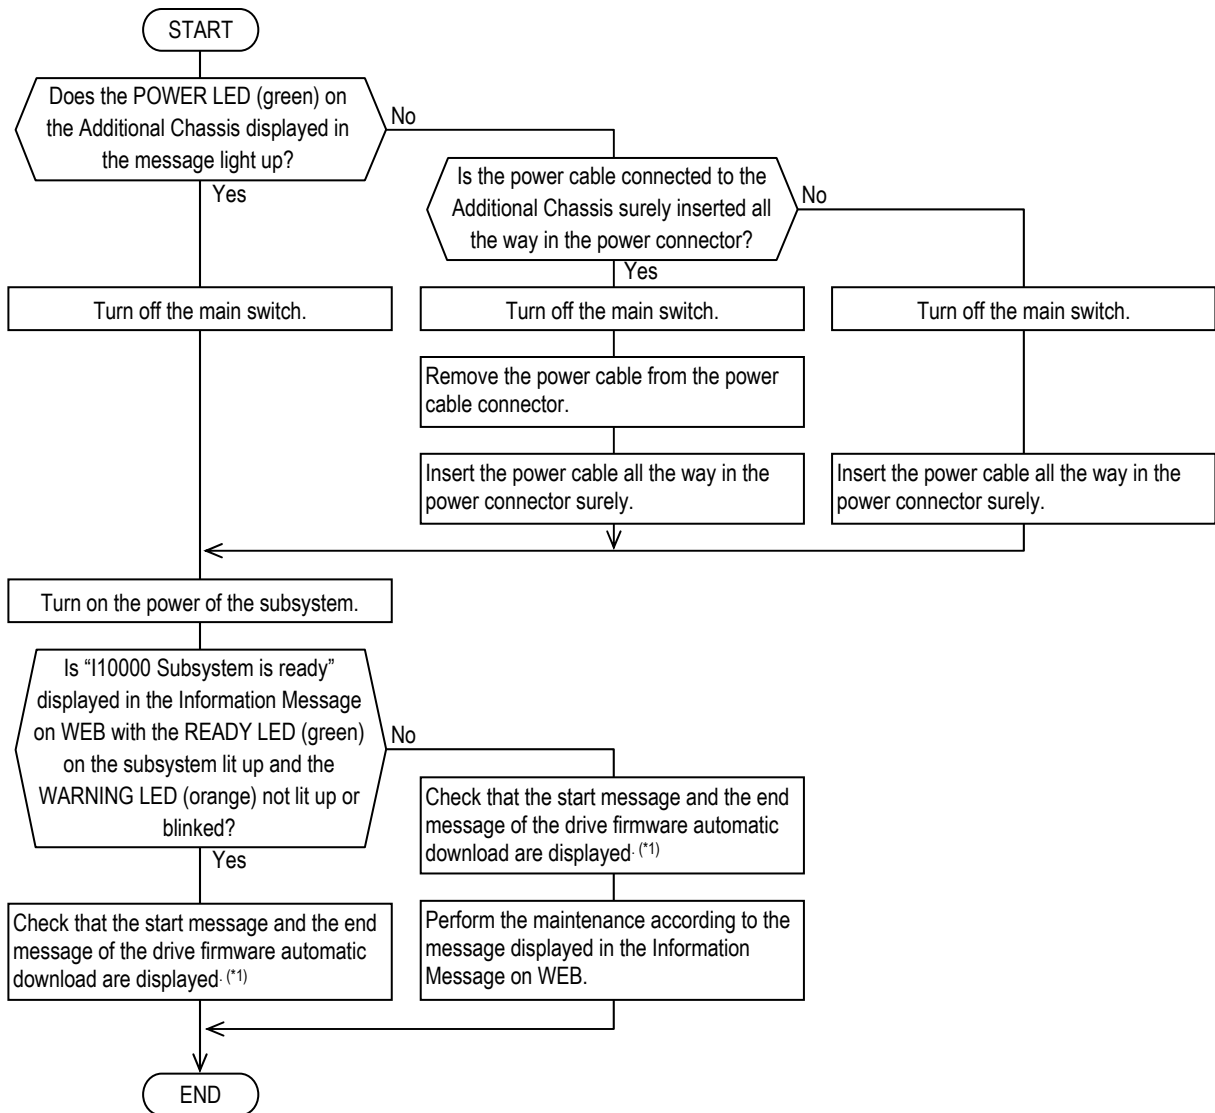 START
Does the POWER LED (green) on
the Additional Chassis displayed in
the message light up?
No
Yes
Is the power cable connected to the
Additional Chassis surely inserted all
the way in the power connector?
No
Yes
Turn off the main switch.
Turn off the main switch.
Turn off the main switch.
Remove the power cable from the power
cable connector.
Insert the power cable all the way in the
power connector surely.
Insert the power cable all the way in the
power connector surely.
Turn on the power of the subsystem.
Is “I10000 Subsystem is ready”
displayed in the Information Message
on WEB with the READY LED (green)
on the subsystem lit up and the
WARNING LED (orange) not lit up or
blinked?
No
Yes
Check that the start message and the end
message of the drive firmware automatic
download are displayed. (*1)
Perform the maintenance according to the
message displayed in the Information
Message on WEB.
Check that the start message and the end
message of the drive firmware automatic
download are displayed. (*1)
END